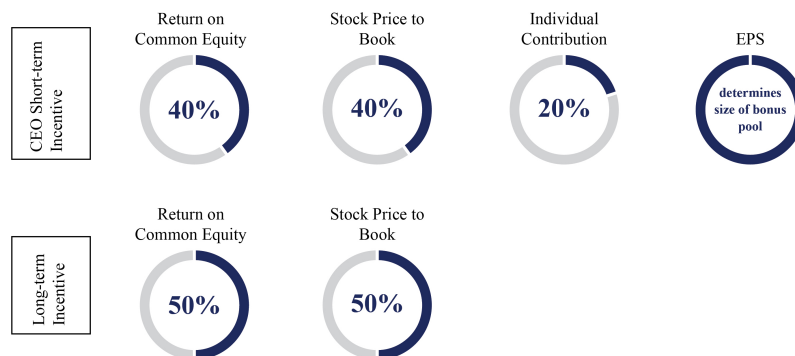 CEO Short-term
Incentive
Return on
Common Equity
40%
Stock Price to
Book
40%
Individual
Contribution
20%
EPS
determines
size of bonus
pool
Long-term
Incentive
Return on
Common Equity
50%
Stock Price to
Book
50%